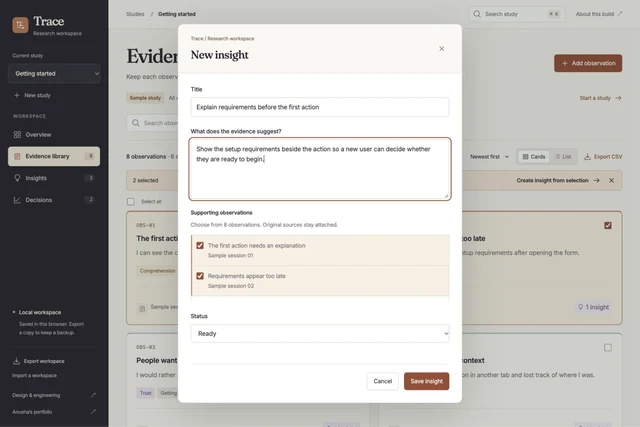 Trace
Research workspace
Current study
Getting started
New study
WORKSPACE
Overview
Evidence library 8
Insights 3
Decisions 2
Local workspace
Saved in this browser. Export
a copy to keep a backup.
Export workspace
Import a workspace
Design & engineering
Anusha's portfolio
Studies / Getting started
Search study
⌘ K
About this build
Keep each
Add observation
Sample study
All
Start a study
Search
8 observations
Newest first
Cards
List
Export CSV
2 selected
Create insight from selection
Select all
OBS-01
The first
I can see the
Comprehension
Sample
too late
setup requirements after opening the form.
1 insight
OBS-03
People want
I would rather
Trust
Getting
context
in another tab and lost track of where I was.
Trace / Research workspace
New insight
Title
Explain requirements before the first action
What does the evidence suggest?
Show the setup requirements beside the action so a new user can decide whether
they are ready to begin.
Supporting observations
Choose from 8 observations. Original sources stay attached.
The first action needs an explanation
Sample session 01
Requirements appear too late
Sample session 02
Status
Ready
Cancel
Save insight